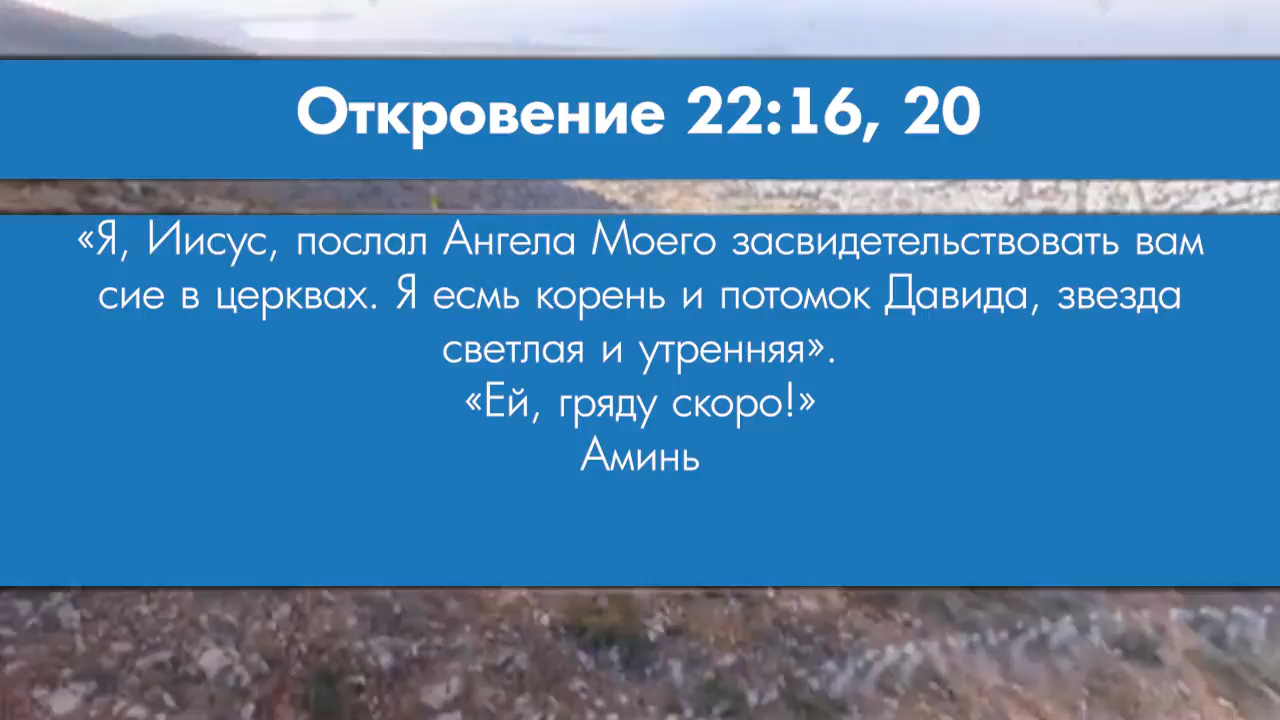 Откровение 22:16, 20
«Я, Иисус, послал Ангела Моего засвидетельствовать вам
сие в церквах. Я есмь корень и потомок Давида, звезда
светлая и утренняя».
«Ей, гряду скоро!»
Аминь